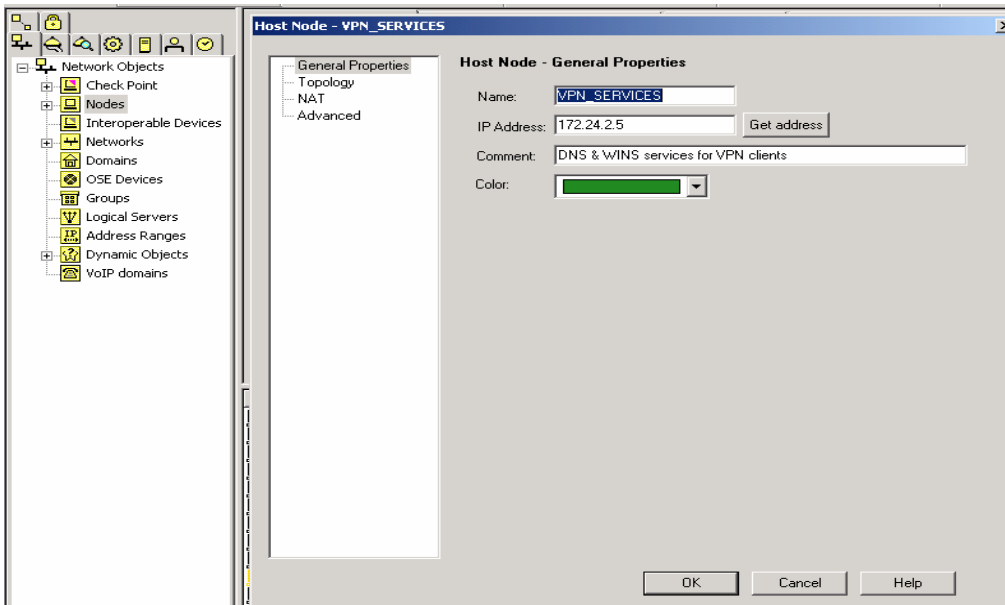 Network Objects
Check Point
Nodes
Interoperable Devices
Networks
Domains
OSE Devices
Groups
Logical Servers
Address Ranges
Dynamic Objects
VoIP domains
Host Node - VPN_SERVICES
General Properties
Topology
NAT
Advanced
Host Node - General Properties
Name: VPN_SERVICES
IP Address: 172.24.2.5 Get address
Comment: DNS & WINS services for VPN clients
Color:
OK Cancel Help